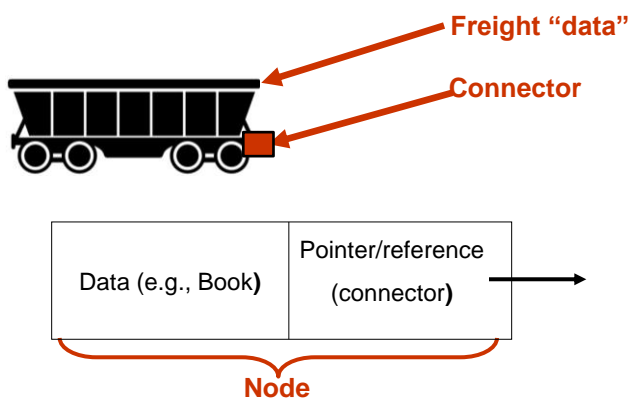 Freight “data”
Connector
Data (e.g., Book)
Pointer/reference
(connector)
Node